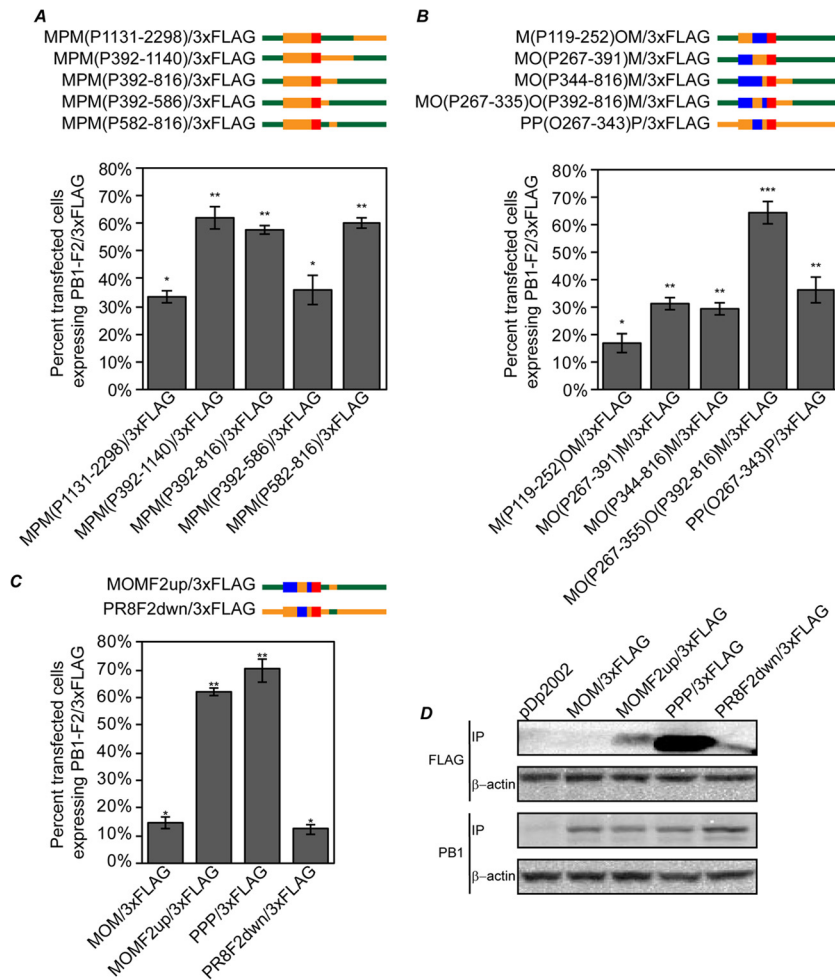 A
MPM(P1131-2298)/3xFLAG
MPM(P392-1140)/3xFLAG
MPM(P392-816)/3xFLAG
MPM(P392-586)/3xFLAG
MPM(P582-816)/3xFLAG
Percent transfected cells
expressing PB1-F2/3xFLAG
80%
70%
60%
50%
40%
30%
20%
10%
0%
*
**
**
*
**
MPM(P1131-2298)/3xFLAG
MPM(P392-1140)/3xFLAG
MPM(P392-816)/3xFLAG
MPM(P392-586)/3xFLAG
MPM(P582-816)/3xFLAG
B
M(P119-252)OM/3xFLAG
MO(P267-391)M/3xFLAG
MO(P344-816)M/3xFLAG
MO(P267-335)O(P392-816)M/3xFLAG
PP(O267-343)P/3xFLAG
Percent transfected cells
expressing PB1-F2/3xFLAG
80%
70%
60%
50%
40%
30%
20%
10%
0%
*
**
**
***
**
M(P119-252)OM/3xFLAG
MO(P267-391)M/3xFLAG
MO(P344-816)M/3xFLAG
MO(P267-355)O(P392-816)M/3xFLAG
PP(O267-343)P/3xFLAG
C
MOMF2up/3xFLAG
PR8F2dwn/3xFLAG
Percent transfected cells
expressing PB1-F2/3xFLAG
80%
70%
60%
50%
40%
30%
20%
10%
0%
*
**
**
*
MOM/3xFLAG
MOMF2up/3xFLAG
PPP/3xFLAG
PR8F2dwn/3xFLAG
D
pDp2002
MOM/3xFLAG
MOMF2up/3xFLAG
PPP/3xFLAG
PR8F2dwn/3xFLAG
FLAG
IP
β–actin
PB1
IP
β–actin